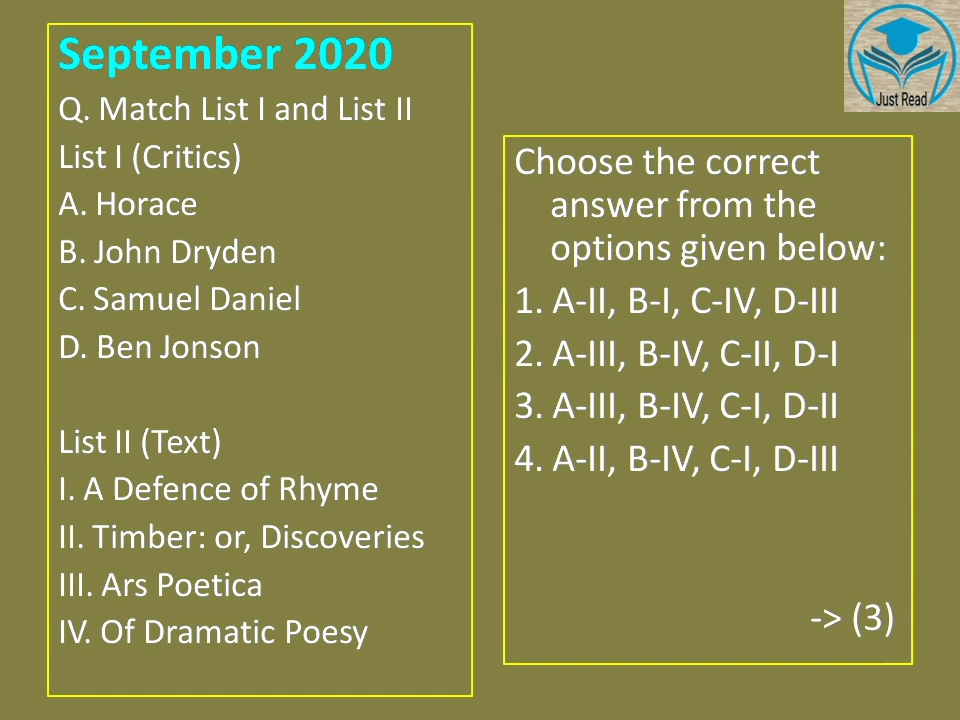 September 2020
Q. Match List I and List II
List I (Critics)
A. Horace
B. John Dryden
C. Samuel Daniel
D. Ben Jonson
List II (Text)
I. A Defence of Rhyme
II. Timber: or, Discoveries
III. Ars Poetica
IV. Of Dramatic Poesy
Just Read
Choose the correct
answer from the
options given below:
1. A-II, B-I, C-IV, D-III
2. A-III, B-IV, C-II, D-I
3. A-III, B-IV, C-I, D-II
4. A-II, B-IV, C-I, D-III
-> (3)